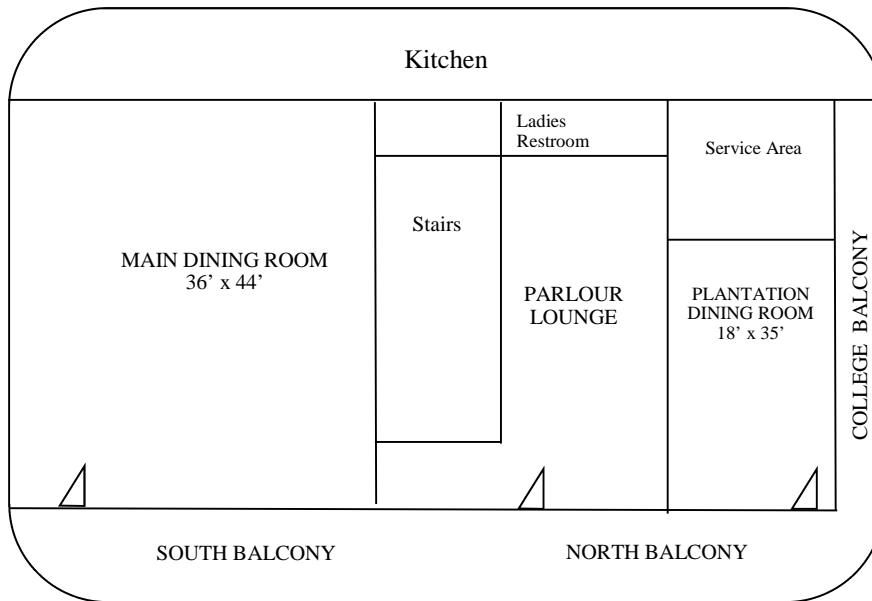 Kitchen
Ladies
Restroom
Service Area
Stairs
MAIN DINING ROOM
36’ x 44’
PARLOUR
LOUNGE
PLANTATION
DINING ROOM
18’ x 35’
COLLEGE BALCONY
SOUTH BALCONY
NORTH BALCONY